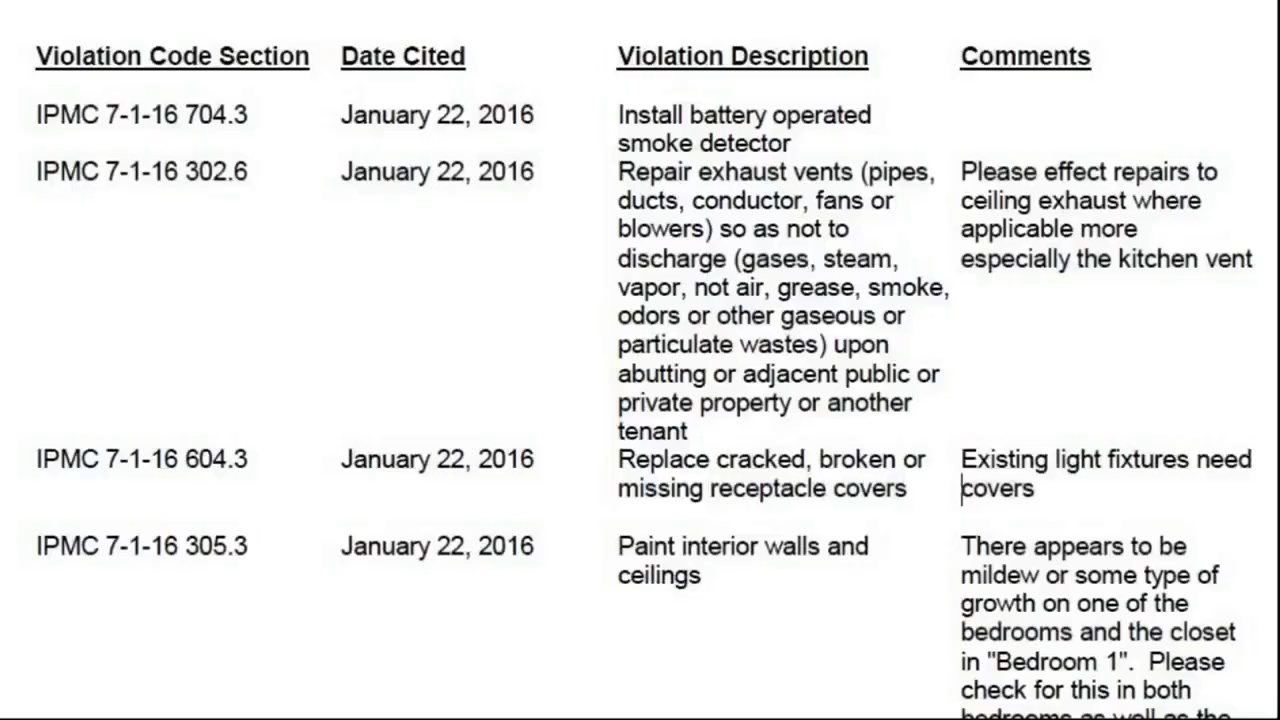 Violation Code Section Date Cited Violation Description Comments
IPMC 7-1-16 704.3 January 22, 2016 Install battery operated
smoke detector
IPMC 7-1-16 302.6 January 22, 2016 Repair exhaust vents (pipes, Please effect repairs to
ducts, conductor, fans or ceiling exhaust where
blowers) so as not to applicable more
discharge (gases, steam, especially the kitchen vent
vapor, not air, grease, smoke,
odors or other gaseous or
particulate wastes) upon
abutting or adjacent public or
private property or another
tenant
IPMC 7-1-16 604.3 January 22, 2016 Replace cracked, broken or Existing light fixtures need
missing receptacle covers covers
IPMC 7-1-16 305.3 January 22, 2016 Paint interior walls and There appears to be
ceilings mildew or some type of
growth on one of the
bedrooms and the closet
in "Bedroom 1". Please
check for this in both
bedrooms as well as the